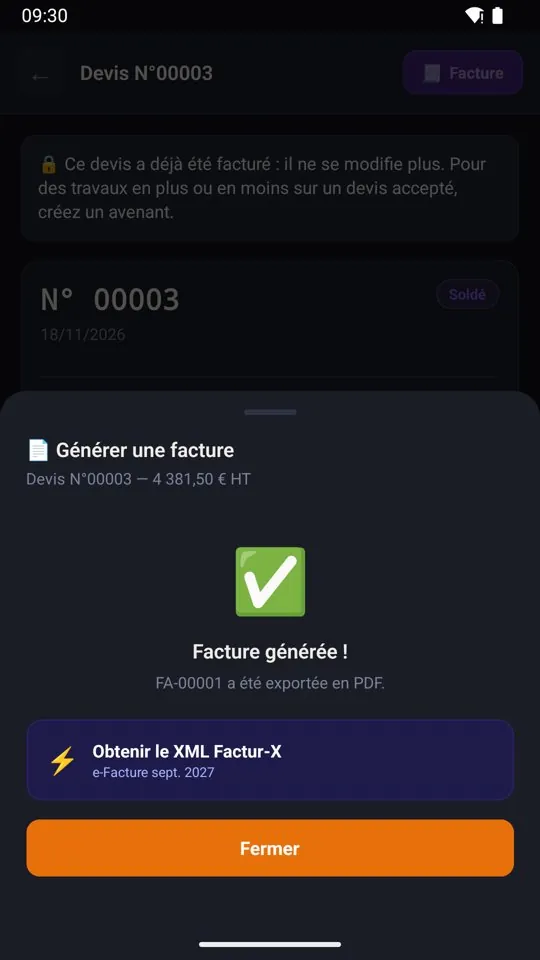 09:30
← Devis N°00003
Facture
🔒 Ce devis a déjà été facturé : il ne se modifie plus. Pour
des travaux en plus ou en moins sur un devis accepté,
créez un avenant.
N° 00003
Soldé
18/11/2026
📄 Générer une facture
Devis N°00003 — 4 381,50 € HT
Facture générée !
FA-00001 a été exportée en PDF.
Obtenir le XML Factur-X
e-Facture sept. 2027
Fermer